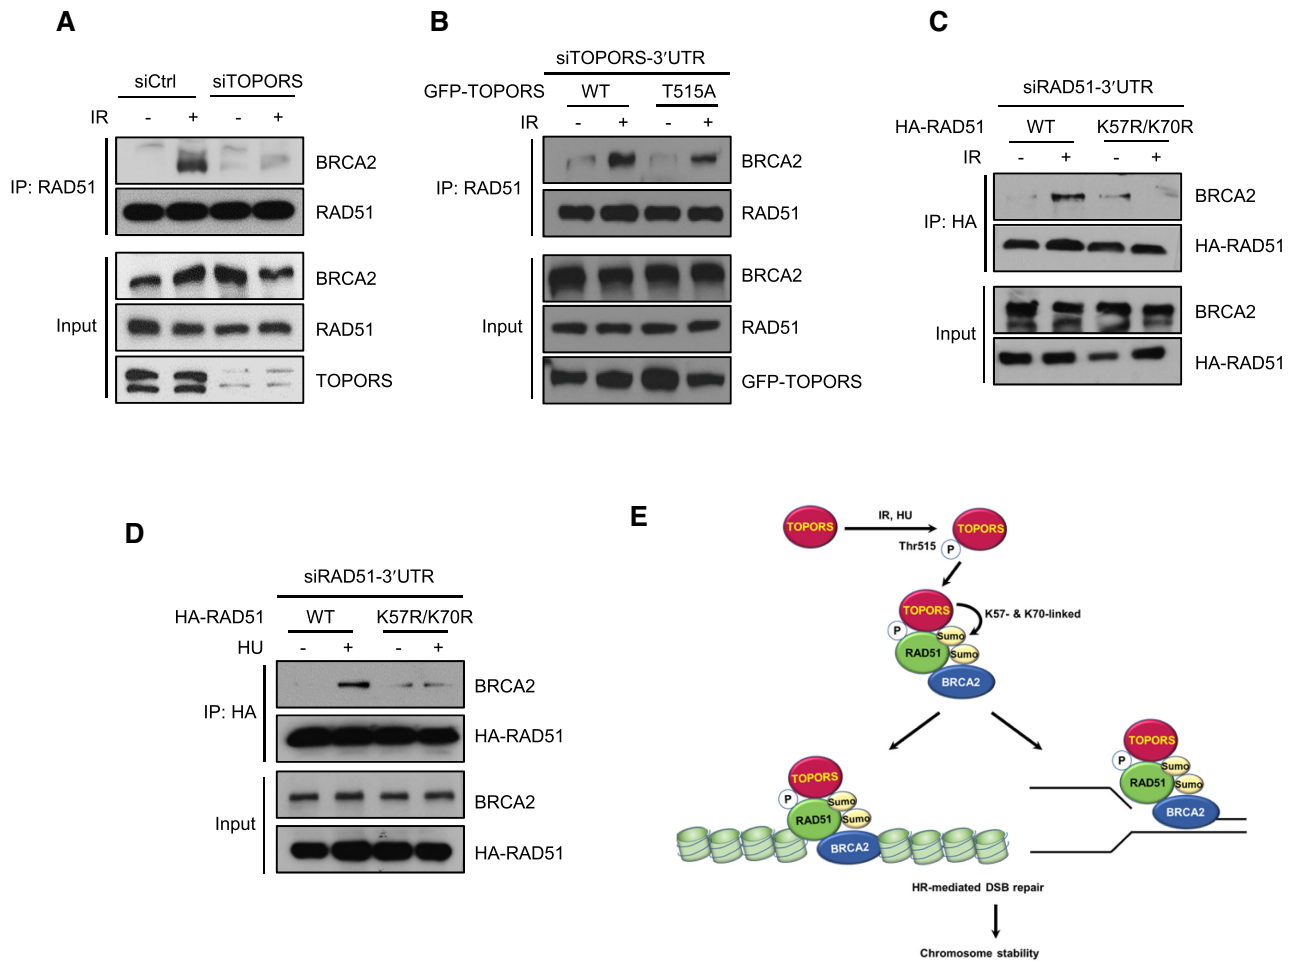 A
siCtrl siTOPORS
IR - + - +
IP: RAD51
BRCA2
RAD51
Input
BRCA2
RAD51
TOPORS
B
siTOPORS-3′UTR
GFP-TOPORS WT T515A
IR - + - +
IP: RAD51
BRCA2
RAD51
Input
BRCA2
RAD51
GFP-TOPORS
C
siRAD51-3′UTR
HA-RAD51 WT K57R/K70R
IR - + - +
IP: HA
BRCA2
HA-RAD51
Input
BRCA2
HA-RAD51
D
siRAD51-3′UTR
HA-RAD51 WT K57R/K70R
HU - + - +
IP: HA
BRCA2
HA-RAD51
Input
BRCA2
HA-RAD51
E
TOPORS
IR, HU
TOPORS
Thr515 P
TOPORS
K57- & K70-linked
P
Sumo
RAD51
Sumo
BRCA2
TOPORS
P
Sumo
RAD51
Sumo
BRCA2
TOPORS
P
Sumo
RAD51
Sumo
BRCA2
HR-mediated DSB repair
Chromosome stability